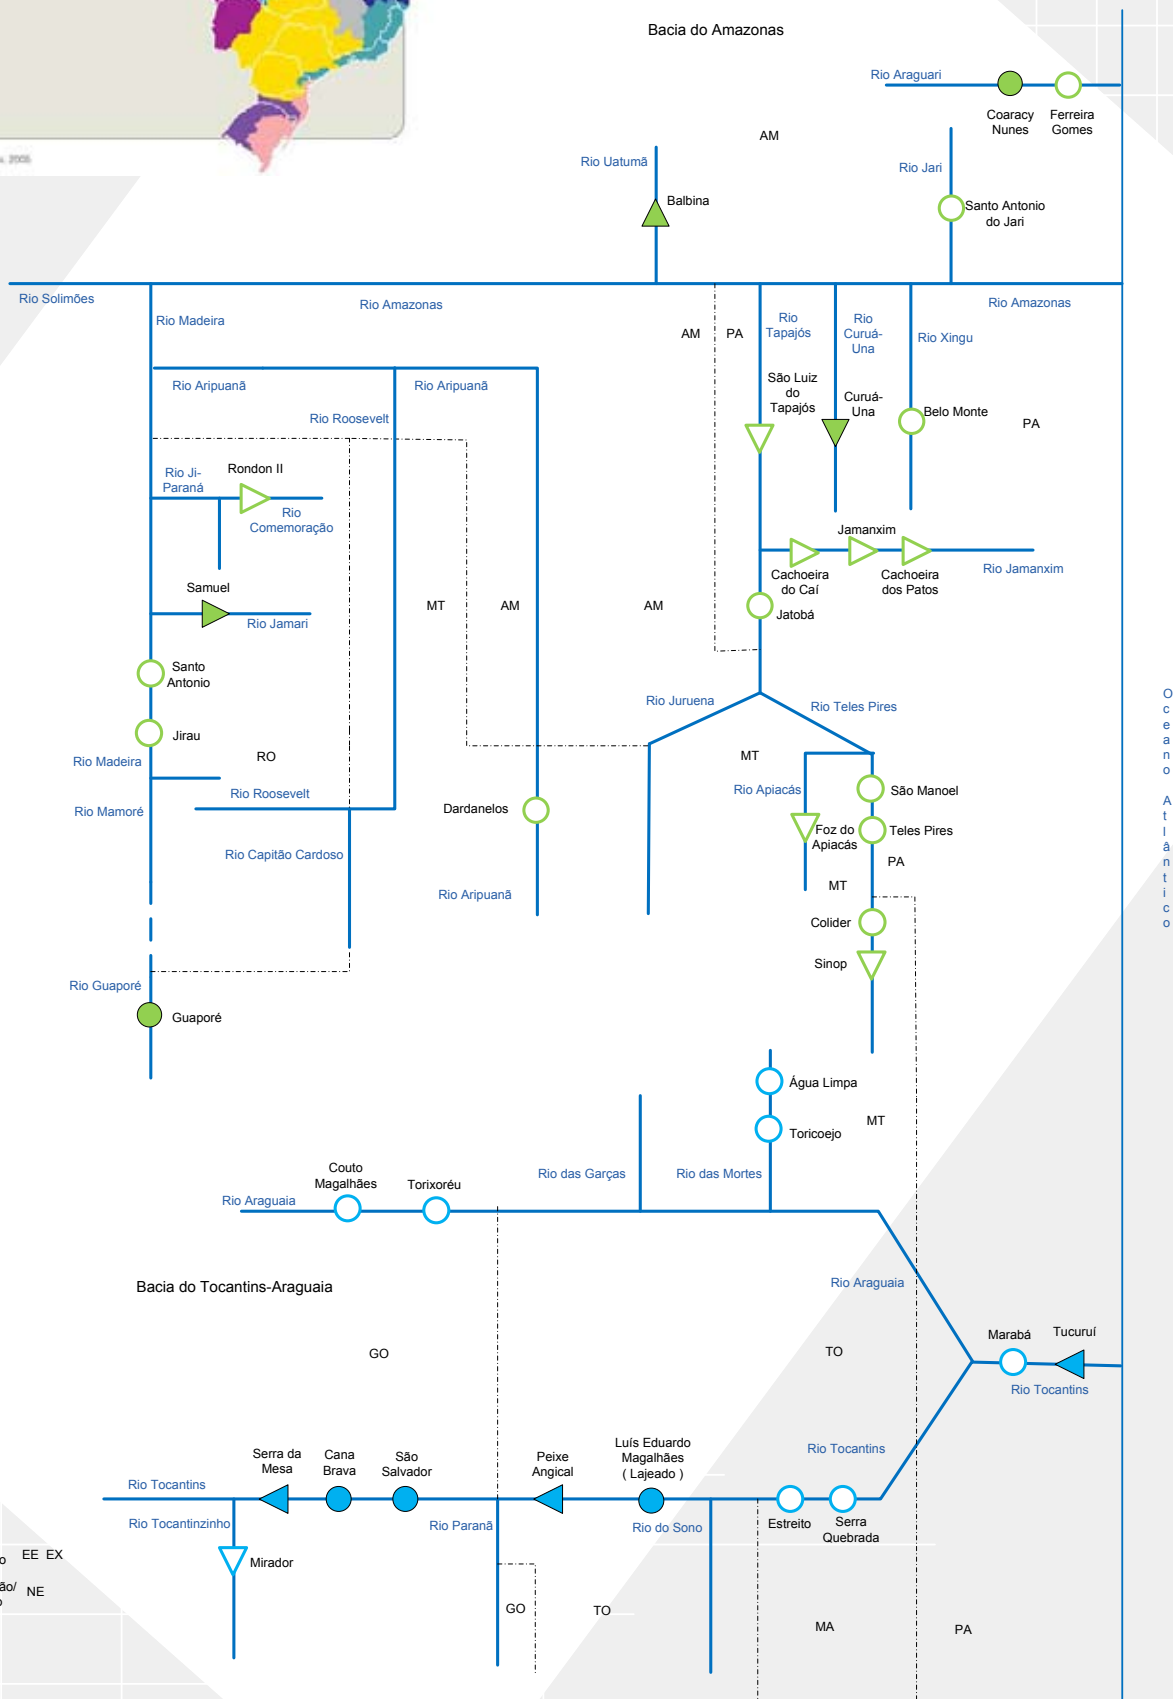 Bacia do Amazonas
Rio Araguari
Coaracy
Nunes
Ferreira
Gomes
2005
AM
Rio Uatumã
Rio Jari
Balbina
Santo Antonio
do Jari
Rio Solimões
Rio Amazonas
Rio Amazonas
Rio Madeira
AM
PA
Rio
Tapajós
Rio
Curuá-
Una
Rio Xingu
Rio Aripuanã
Rio Aripuanã
São Luiz
do
Tapajós
Curuá-
Una
Belo Monte
PA
Rio Roosevelt
Rio Ji-
Paraná
Rondon II
Rio
Comemoração
Jamanxim
Cachoeira
do Caí
Cachoeira
dos Patos
Rio Jamanxim
Samuel
Rio Jamari
MT
AM
AM
Jatobá
Santo
Antonio
Rio Juruena
Rio Teles Pires
Oceano Atlântico
Jirau
Rio Madeira
RO
MT
Rio Roosevelt
Rio Apiacás
São Manoel
Rio Mamoré
Dardanelos
Foz do
Apiacás
Teles Pires
Rio Capitão Cardoso
PA
MT
Rio Aripuanã
Colider
Sinop
Rio Guaporé
Guaporé
Água Limpa
MT
Toricoejo
Couto
Magalhães
Torixoréu
Rio das Garças
Rio das Mortes
Rio Araguaia
Bacia do Tocantins-Araguaia
Rio Araguaia
GO
TO
Marabá
Tucuruí
Rio Tocantins
Serra da
Mesa
Cana
Brava
São
Salvador
Peixe
Angical
Luís Eduardo
Magalhães
( Lajeado )
Rio Tocantins
Rio Tocantins
Rio Tocantinzinho
Rio Paranã
Rio do Sono
Estreito
Serra
Quebrada
o EE EX
Mirador
ão/ NE
o
GO
TO
MA
PA